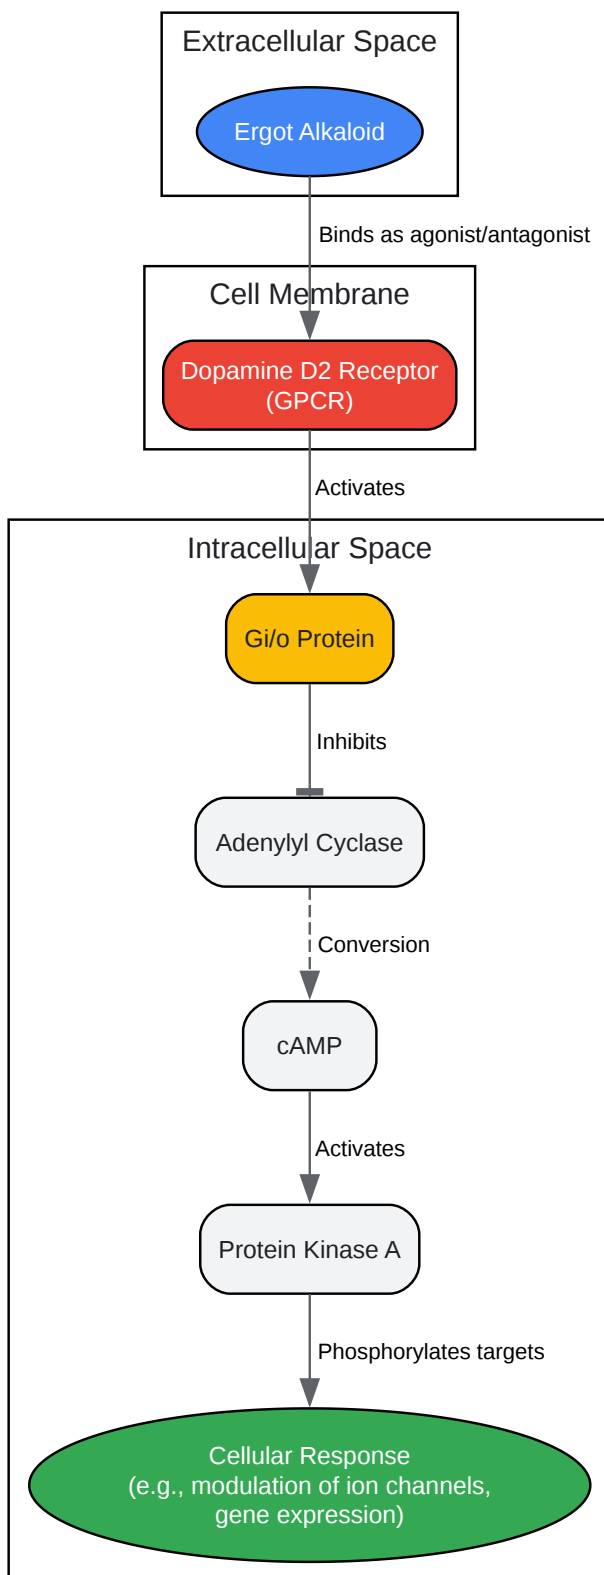 Extracellular Space
Ergot Alkaloid
Binds as agonist/antagonist
Cell Membrane
Dopamine D2 Receptor
(GPCR)
Activates
Intracellular Space
Gi/o Protein
Inhibits
Adenylyl Cyclase
Conversion
cAMP
Activates
Protein Kinase A
Phosphorylates targets
Cellular Response
(e.g., modulation of ion channels,
gene expression)